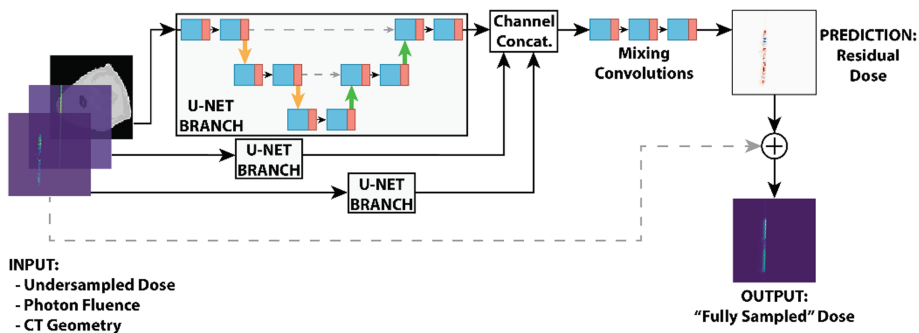 U-NET
BRANCH
U-NET
BRANCH
U-NET
BRANCH
Channel
Concat.
Mixing
Convolutions
PREDICTION:
Residual
Dose
INPUT:
- Undersampled Dose
- Photon Fluence
- CT Geometry
OUTPUT:
“Fully Sampled” Dose